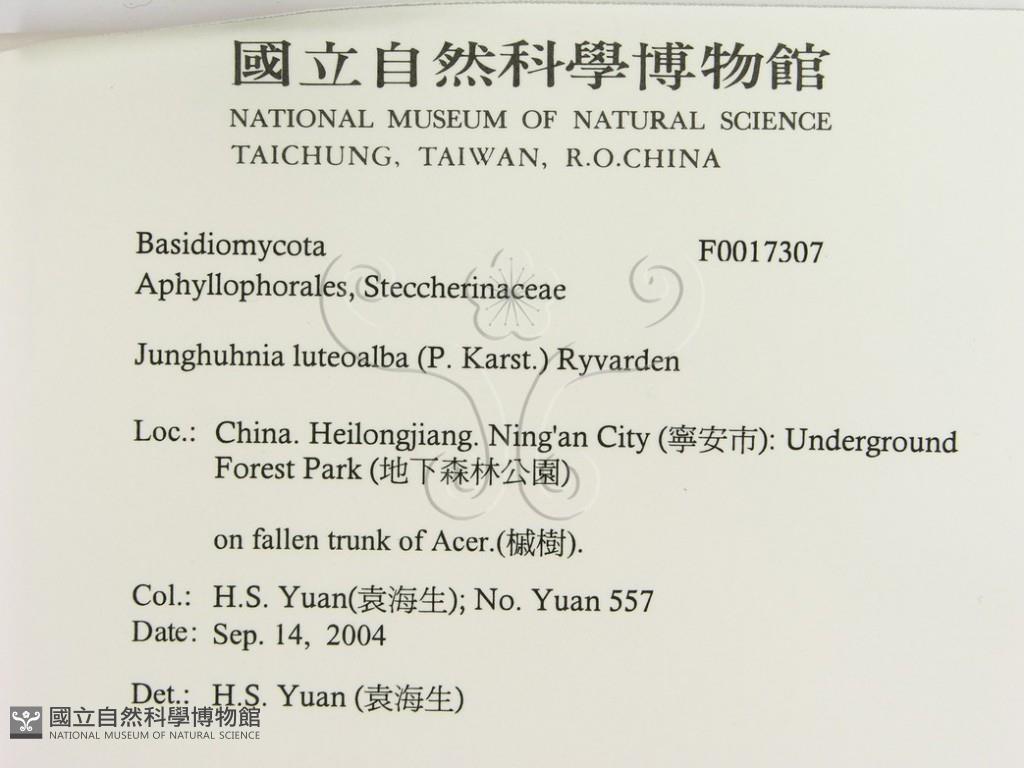 國立自然科學博物館
NATIONAL MUSEUM OF NATURAL SCIENCE
TAICHUNG, TAIWAN, R.O.CHINA
Basidiomycota F0017307
Aphyllophorales, Steccherinaceae
Junghuhnia luteoalba (P. Karst.) Ryvarden
Loc.: China. Heilongjiang. Ning'an City (寧安市): Underground
Forest Park (地下森林公園)
on fallen trunk of Acer.(槭樹).
Col.: H.S. Yuan(袁海生); No. Yuan 557
Date: Sep. 14, 2004
Det.: H.S. Yuan (袁海生)
國立自然科學博物館
NATIONAL MUSEUM OF NATURAL SCIENCE